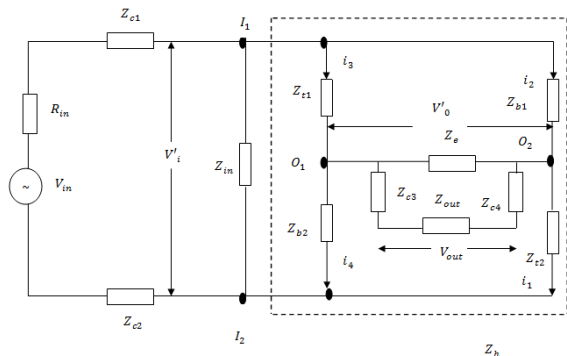 Z_c1
I_1
i_3
i_2
R_in
Z_t1
Z_b1
V'_0
V'_i
Z_e
O_2
O_1
Z_in
V_in
~
Z_c3
Z_out
Z_c4
Z_b2
V_out
Z_t2
i_4
i_1
Z_c2
I_2
Z_h